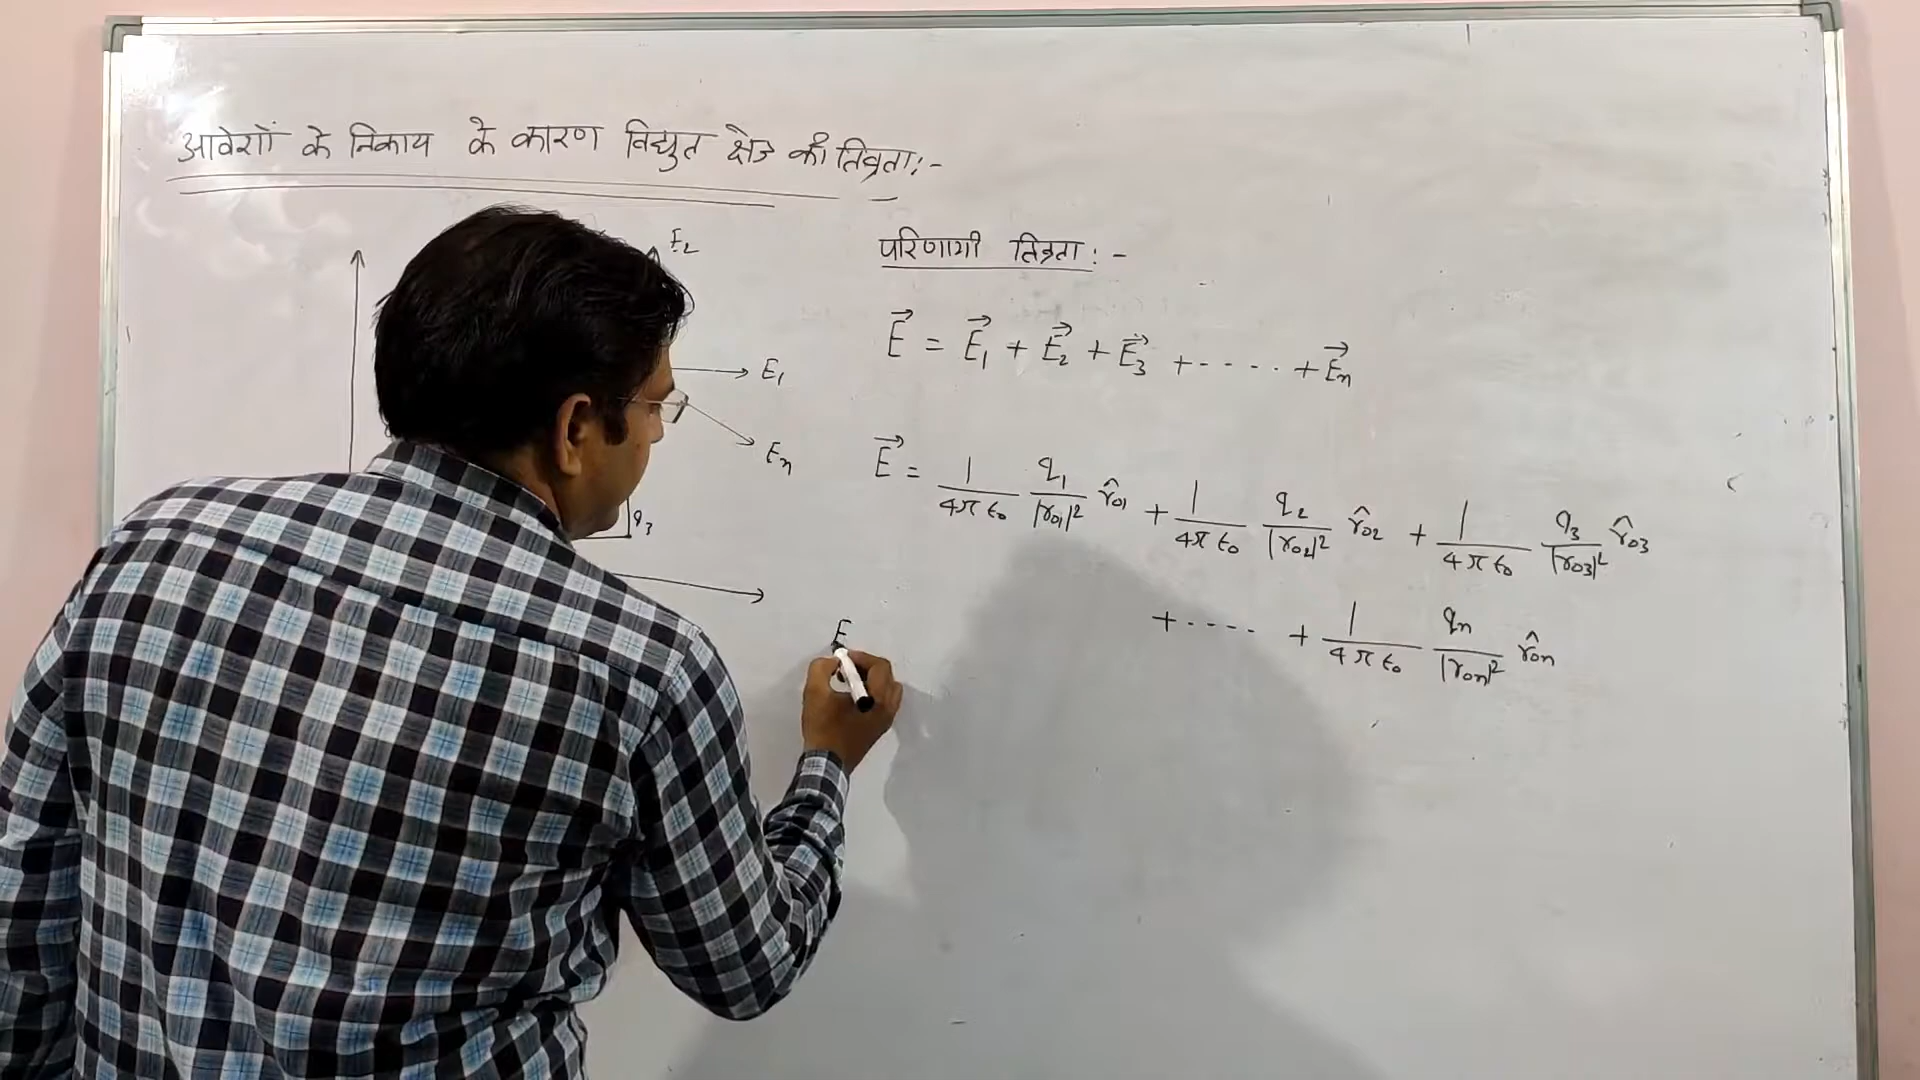 आवेशों के निकाय के कारण विद्युत क्षेत्र की तिव्रता:-
E₂
E₁
Eₙ
q₃
परिणामी तिव्रता :-
E⃗ = E⃗₁ + E⃗₂ + E⃗₃ + - - - - + E⃗ₙ
E⃗ = 1/4πε₀ q₁/|r₀₁|² r̂₀₁ + 1/4πε₀ q₂/|r₀₂|² r̂₀₂ + 1/4πε₀ q₃/|r₀₃|² r̂₀₃
+ - - - - + 1/4πε₀ qₙ/|r₀ₙ|² r̂₀ₙ
E